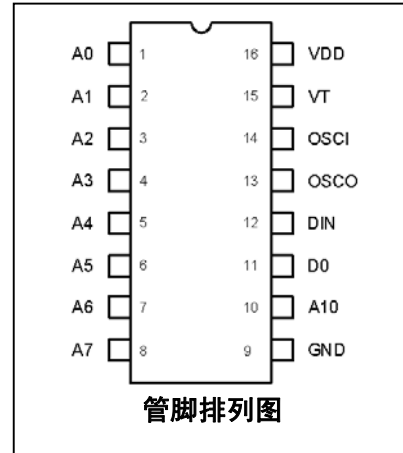 A0 1 16 VDD
A1 2 15 VT
A2 3 14 OSCI
A3 4 13 OSCO
A4 5 12 DIN
A5 6 11 D0
A6 7 10 A10
A7 8 9 GND
管脚排列图